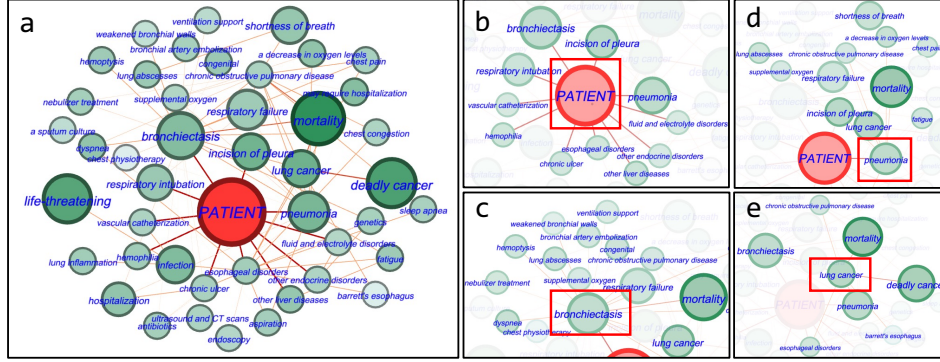 a
ventilation support
weakened bronchial walls
shortness of breath
bronchial artery embolization
a decrease in oxygen levels
hemoptysis
congenital
chest pain
lung abscesses
chronic obstructive pulmonary disease
nebulizer treatment
supplemental oxygen
may require hospitalization
respiratory failure
mortality
a sputum culture
bronchiectasis
chest congestion
dyspnea
incision of pleura
chest physiotherapy
lung cancer
respiratory intubation
deadly cancer
life-threatening
PATIENT
pneumonia
sleep apnea
vascular catheterization
genetics
fluid and electrolyte disorders
hemophilia
lung inflammation
infection
esophageal disorders
fatigue
other endocrine disorders
chronic ulcer
barrett's esophagus
hospitalization
other liver diseases
ultrasound and CT scans
antibiotics
aspiration
endoscopy
b
mortality
bronchiectasis
incision of pleura
respiratory intubation
PATIENT
pneumonia
vascular catheterization
fluid and electrolyte disorders
hemophilia
esophageal disorders
other endocrine disorders
chronic ulcer
other liver diseases
c
ventilation support
weakened bronchial walls
shortness of breath
bronchial artery embolization
hemoptysis
congenital
lung abscesses
chronic obstructive pulmonary disease
nebulizer treatment
supplemental oxygen
respiratory failure
mortality
bronchiectasis
dyspnea
chest physiotherapy
lung cancer
d
shortness of breath
a decrease in oxygen levels
lung abscesses
chronic obstructive pulmonary disease
supplemental oxygen
respiratory failure
mortality
incision of pleura
lung cancer
fatigue
PATIENT
pneumonia
e
chronic obstructive pulmonary disease
bronchiectasis
mortality
lung cancer
deadly cance
PATIENT
pneumonia
barrett's esophagus
esophageal disorders